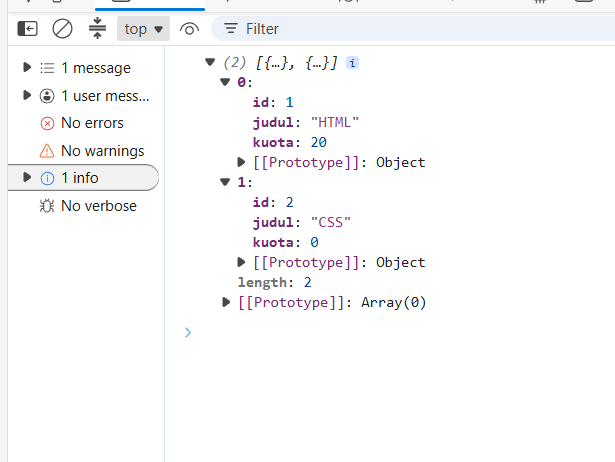 top
Filter
1 message
1 user mess...
No errors
No warnings
1 info
No verbose
(2) [{…}, {…}] i
0:
id: 1
judul: "HTML"
kuota: 20
[[Prototype]]: Object
1:
id: 2
judul: "CSS"
kuota: 0
[[Prototype]]: Object
length: 2
[[Prototype]]: Array(0)